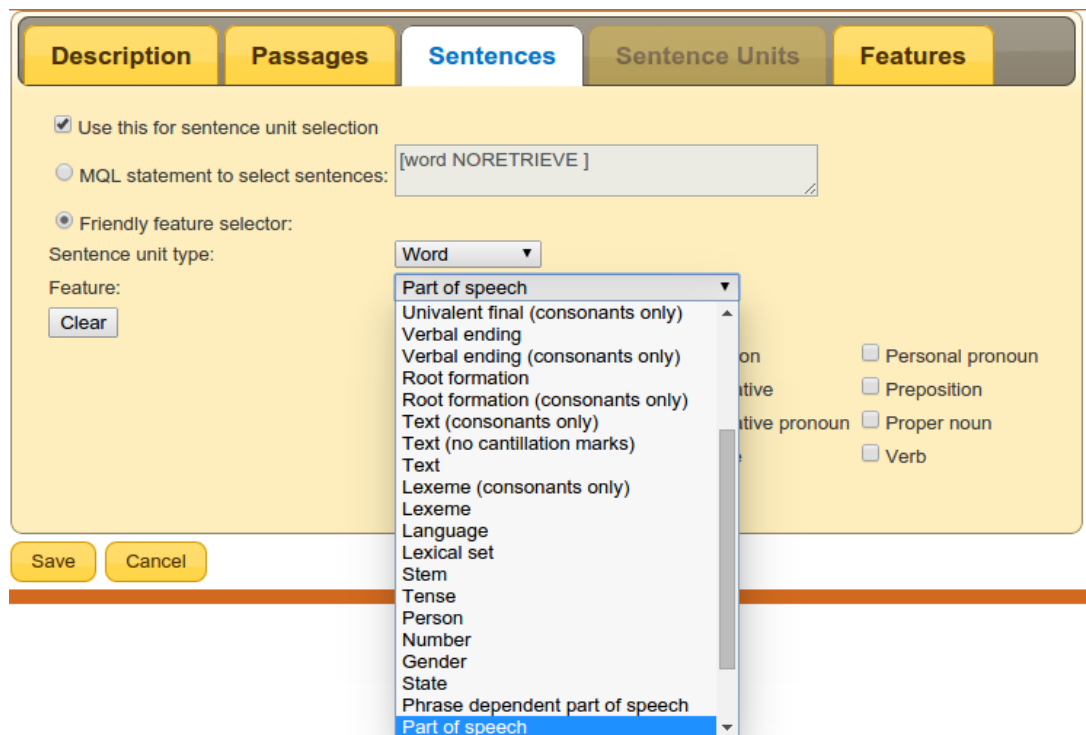 Description Passages Sentences Sentence Units Features
Use this for sentence unit selection
MQL statement to select sentences: [word NORETRIEVE ]
Friendly feature selector:
Sentence unit type: Word
Feature: Part of speech
Clear
Univalent final (consonants only)
Verbal ending
Verbal ending (consonants only)
Root formation
Root formation (consonants only)
Text (consonants only)
Text (no cantillation marks)
Text
Lexeme (consonants only)
Lexeme
Language
Lexical set
Stem
Tense
Person
Number
Gender
State
Phrase dependent part of speech
Part of speech
on Personal pronoun
ative Preposition
ative pronoun Proper noun
Verb
Save Cancel